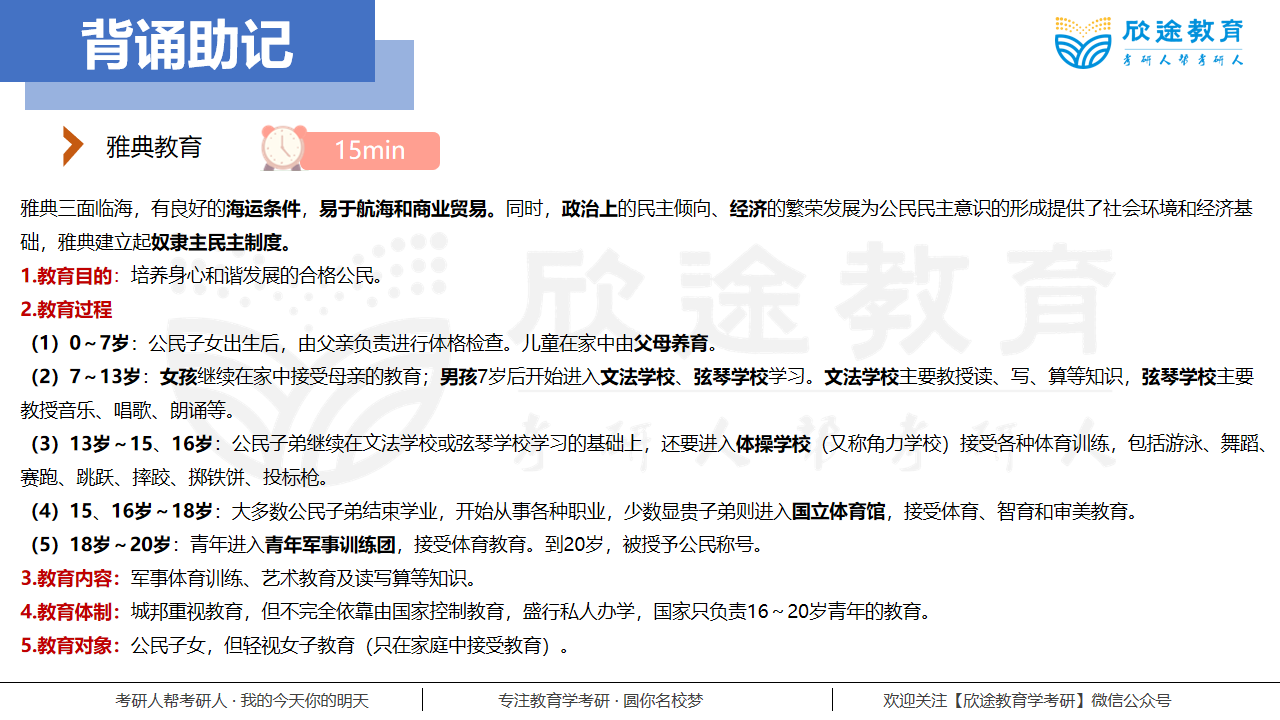 背诵助记
欣途教育
考研人帮考研人
雅典教育
15min
雅典三面临海，有良好的海运条件，易于航海和商业贸易。同时，政治上的民主倾向、经济的繁荣发展为公民民主意识的形成提供了社会环境和经济基
础，雅典建立起奴隶主民主制度。
1.教育目的：培养身心和谐发展的合格公民。
2.教育过程
（1）0～7岁：公民子女出生后，由父亲负责进行体格检查。儿童在家中由父母养育。
（2）7～13岁：女孩继续在家中接受母亲的教育；男孩7岁后开始进入文法学校、弦琴学校学习。文法学校主要教授读、写、算等知识，弦琴学校主要
教授音乐、唱歌、朗诵等。
（3）13岁～15、16岁：公民子弟继续在文法学校或弦琴学校学习的基础上，还要进入体操学校（又称角力学校）接受各种体育训练，包括游泳、舞蹈、
赛跑、跳跃、摔跤、掷铁饼、投标枪。
（4）15、16岁～18岁：大多数公民子弟结束学业，开始从事各种职业，少数显贵子弟则进入国立体育馆，接受体育、智育和审美教育。
（5）18岁～20岁：青年进入青年军事训练团，接受体育教育。到20岁，被授予公民称号。
3.教育内容：军事体育训练、艺术教育及读写算等知识。
4.教育体制：城邦重视教育，但不完全依靠由国家控制教育，盛行私人办学，国家只负责16～20岁青年的教育。
5.教育对象：公民子女，但轻视女子教育（只在家庭中接受教育）。
欣途教育
考研人帮考研人
考研人帮考研人 · 我的今天你的明天
专注教育学考研 · 圆你名校梦
欢迎关注【欣途教育学考研】微信公众号